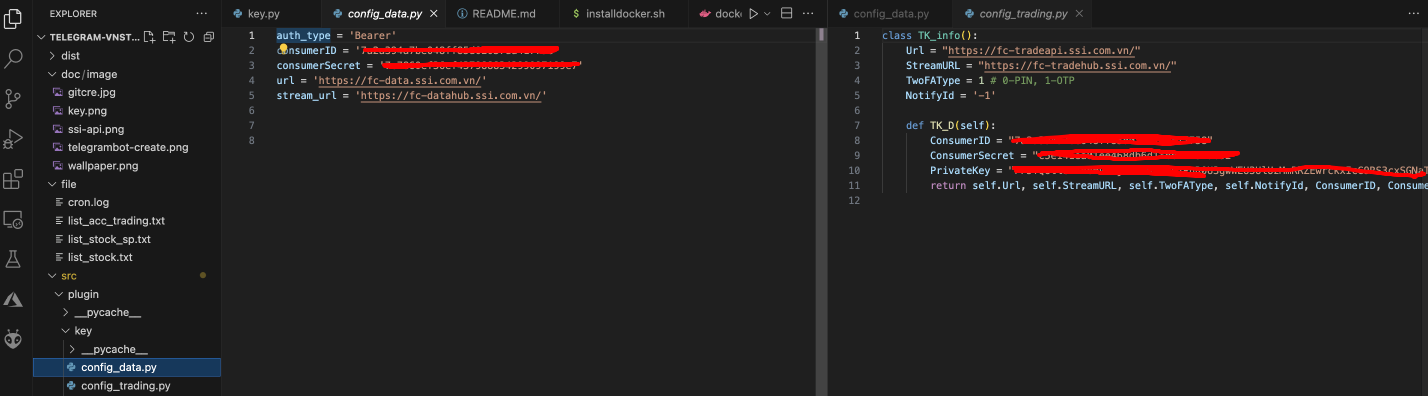 EXPLORER
TELEGRAM-VNST...
dist
doc/image
gitcre.jpg
key.png
ssi-api.png
telegrambot-create.png
wallpaper.png
file
cron.log
list_acc_trading.txt
list_stock_sp.txt
list_stock.txt
src
plugin
__pycache__
key
__pycache__
config_data.py
config_trading.py
key.py
config_data.py
README.md
installdocker.sh
docke
1 auth_type = 'Bearer'
2 consumerID = '
3 consumerSecret = '
4 url = 'https://fc-data.ssi.com.vn/'
5 stream_url = 'https://fc-datahub.ssi.com.vn/'
6
7
8
config_data.py
config_trading.py
1 class TK_info():
2 Url = "https://fc-tradeapi.ssi.com.vn/"
3 StreamURL = "https://fc-tradehub.ssi.com.vn/"
4 TwoFAType = 1 # 0-PIN, 1-OTP
5 NotifyId = '-1'
6
7 def TK_D(self):
8 ConsumerID = "
9 ConsumerSecret = "
10 PrivateKey = "
11 return self.Url, self.StreamURL, self.TwoFAType, self.NotifyId, ConsumerID, Consume
12